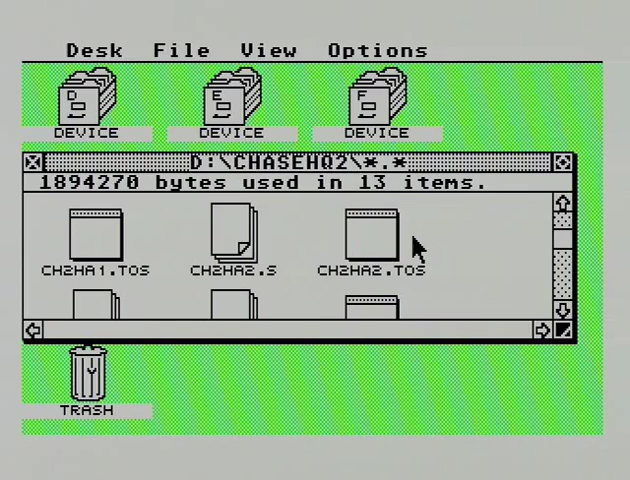 Desk File View Options
D E F
DEVICE DEVICE DEVICE
D:\CHASEHQ2\*.*
1894270 bytes used in 13 items.
CH2HA1.TOS CH2HA2.S CH2HA2.TOS
TRASH